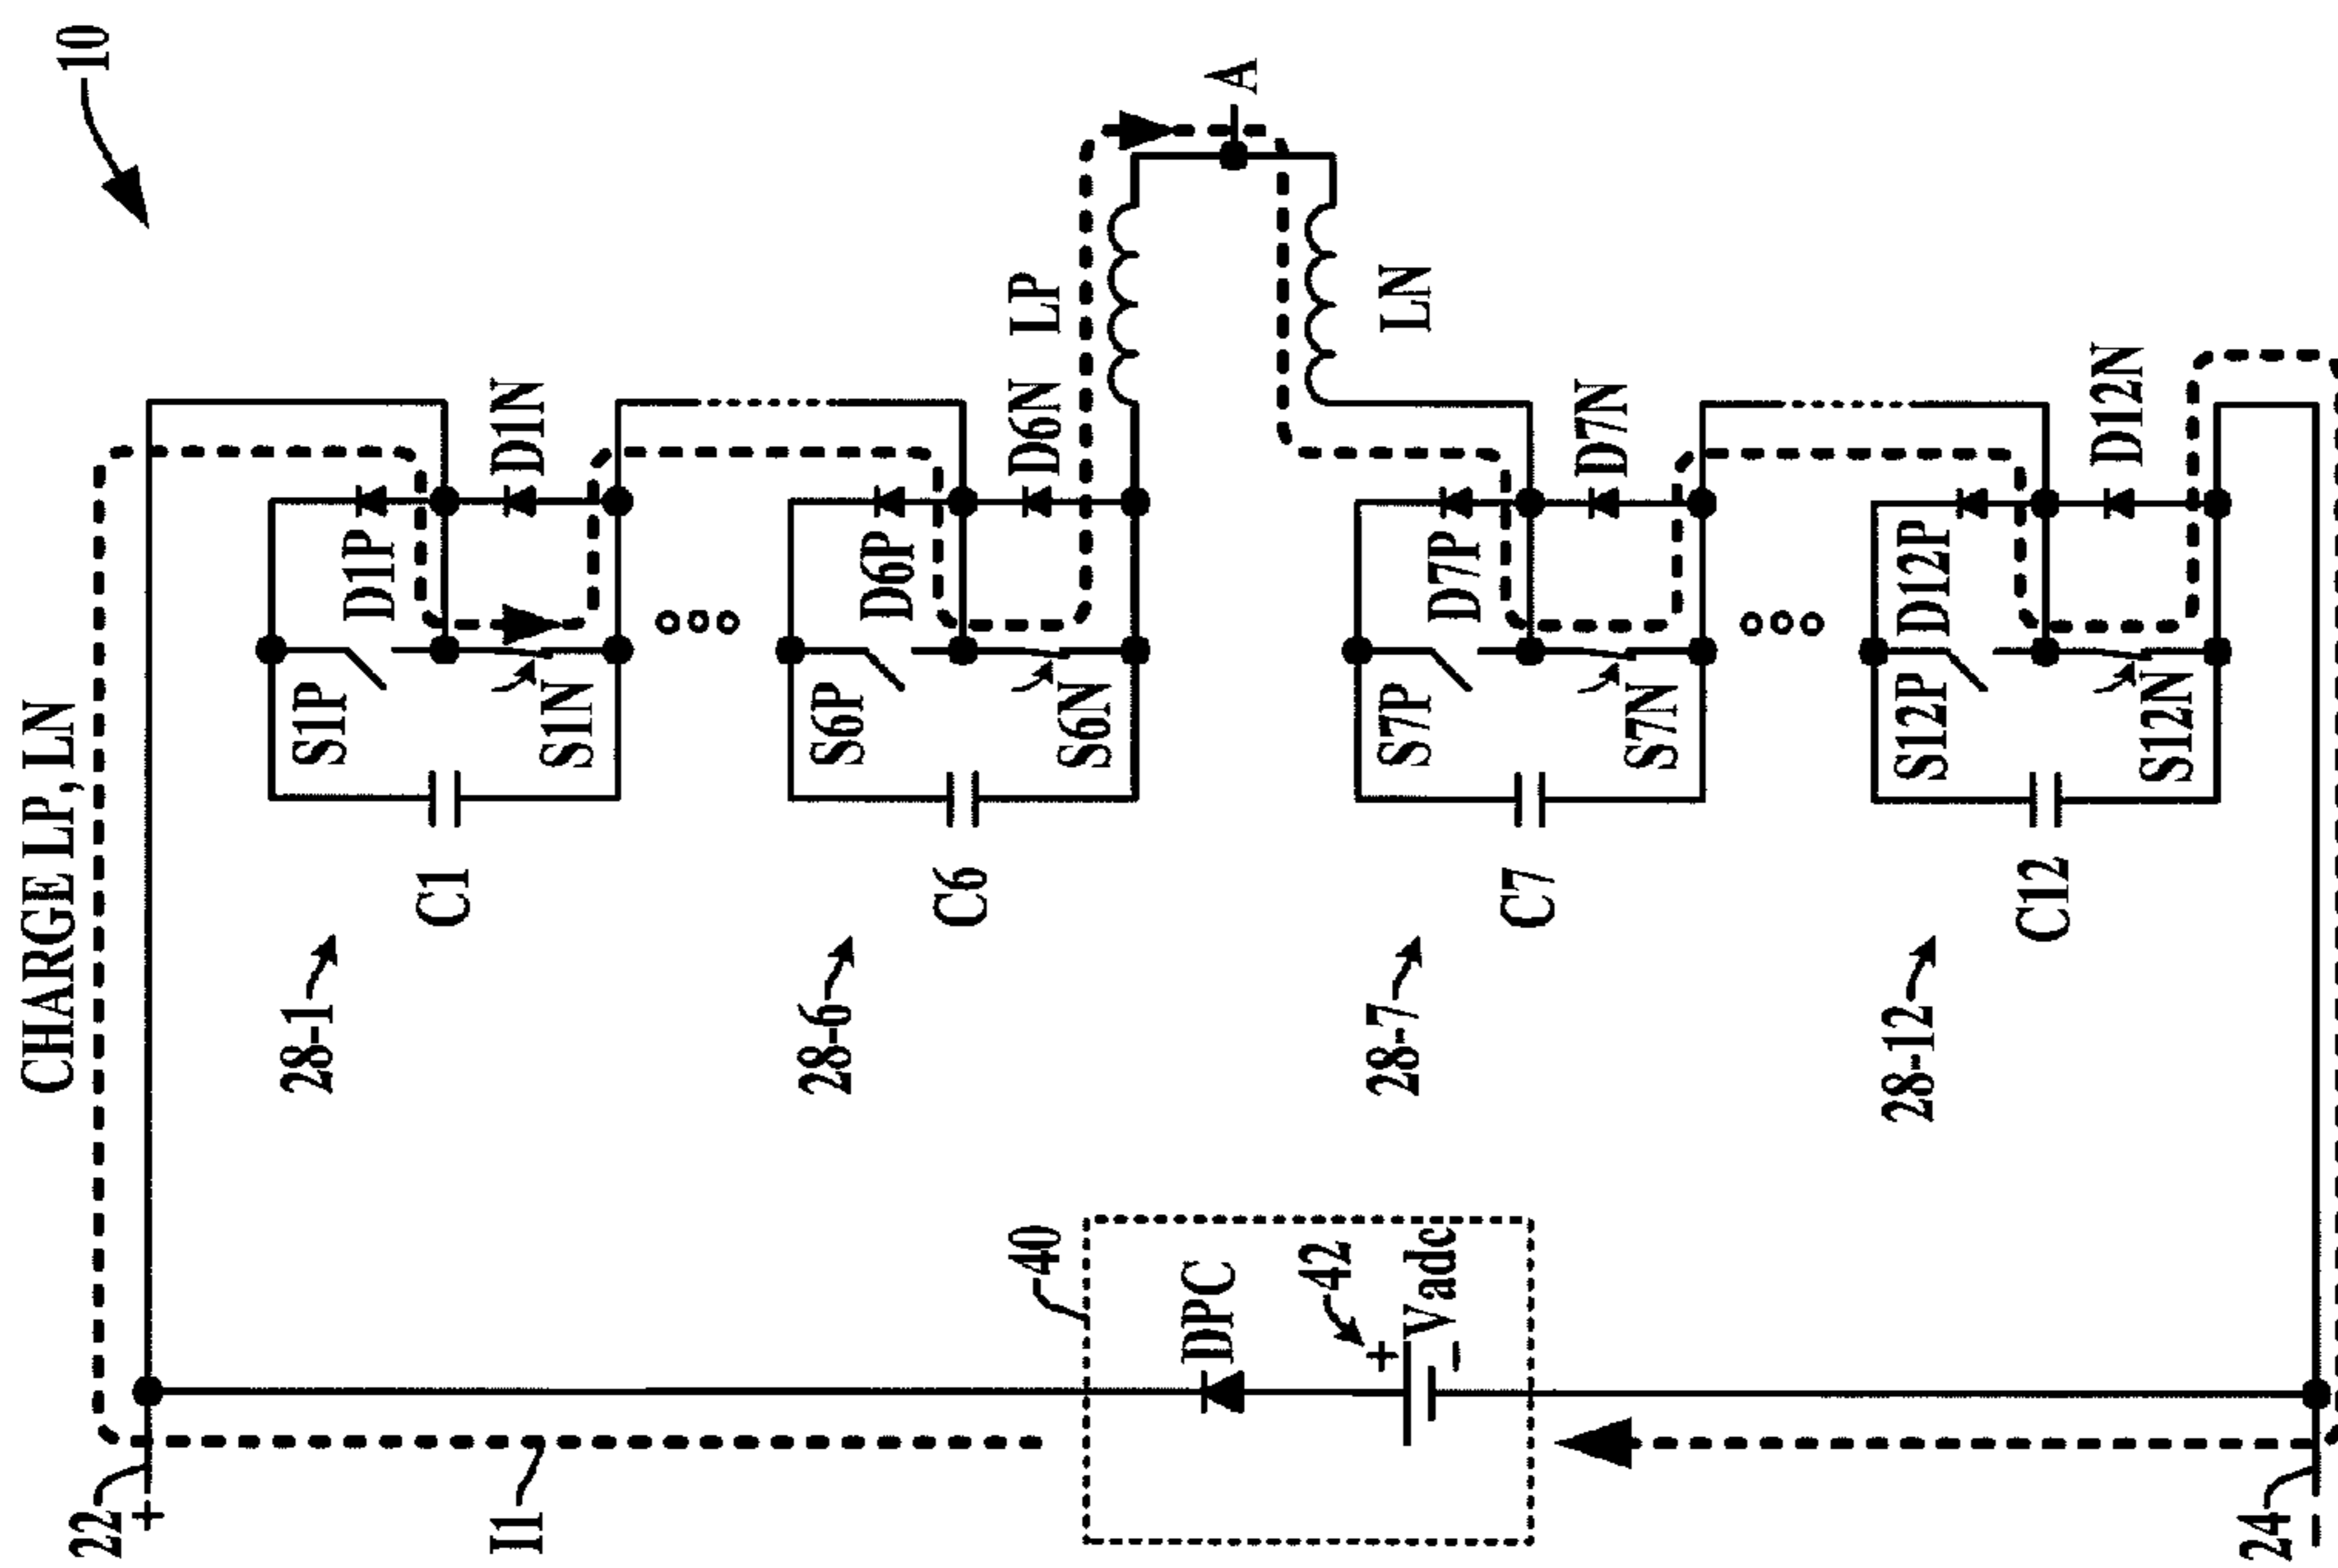 10
CHARGE LP, LN
22
+
I1
28-1
C1
S1P
S1N
D1P
D1N
28-6
C6
S6P
S6N
D6P
D6N
LP
A
LN
40
DPC
42
+
Vadc
-
28-7
C7
S7P
S7N
D7P
D7N
28-12
C12
S12P
S12N
D12P
D12N
24
-